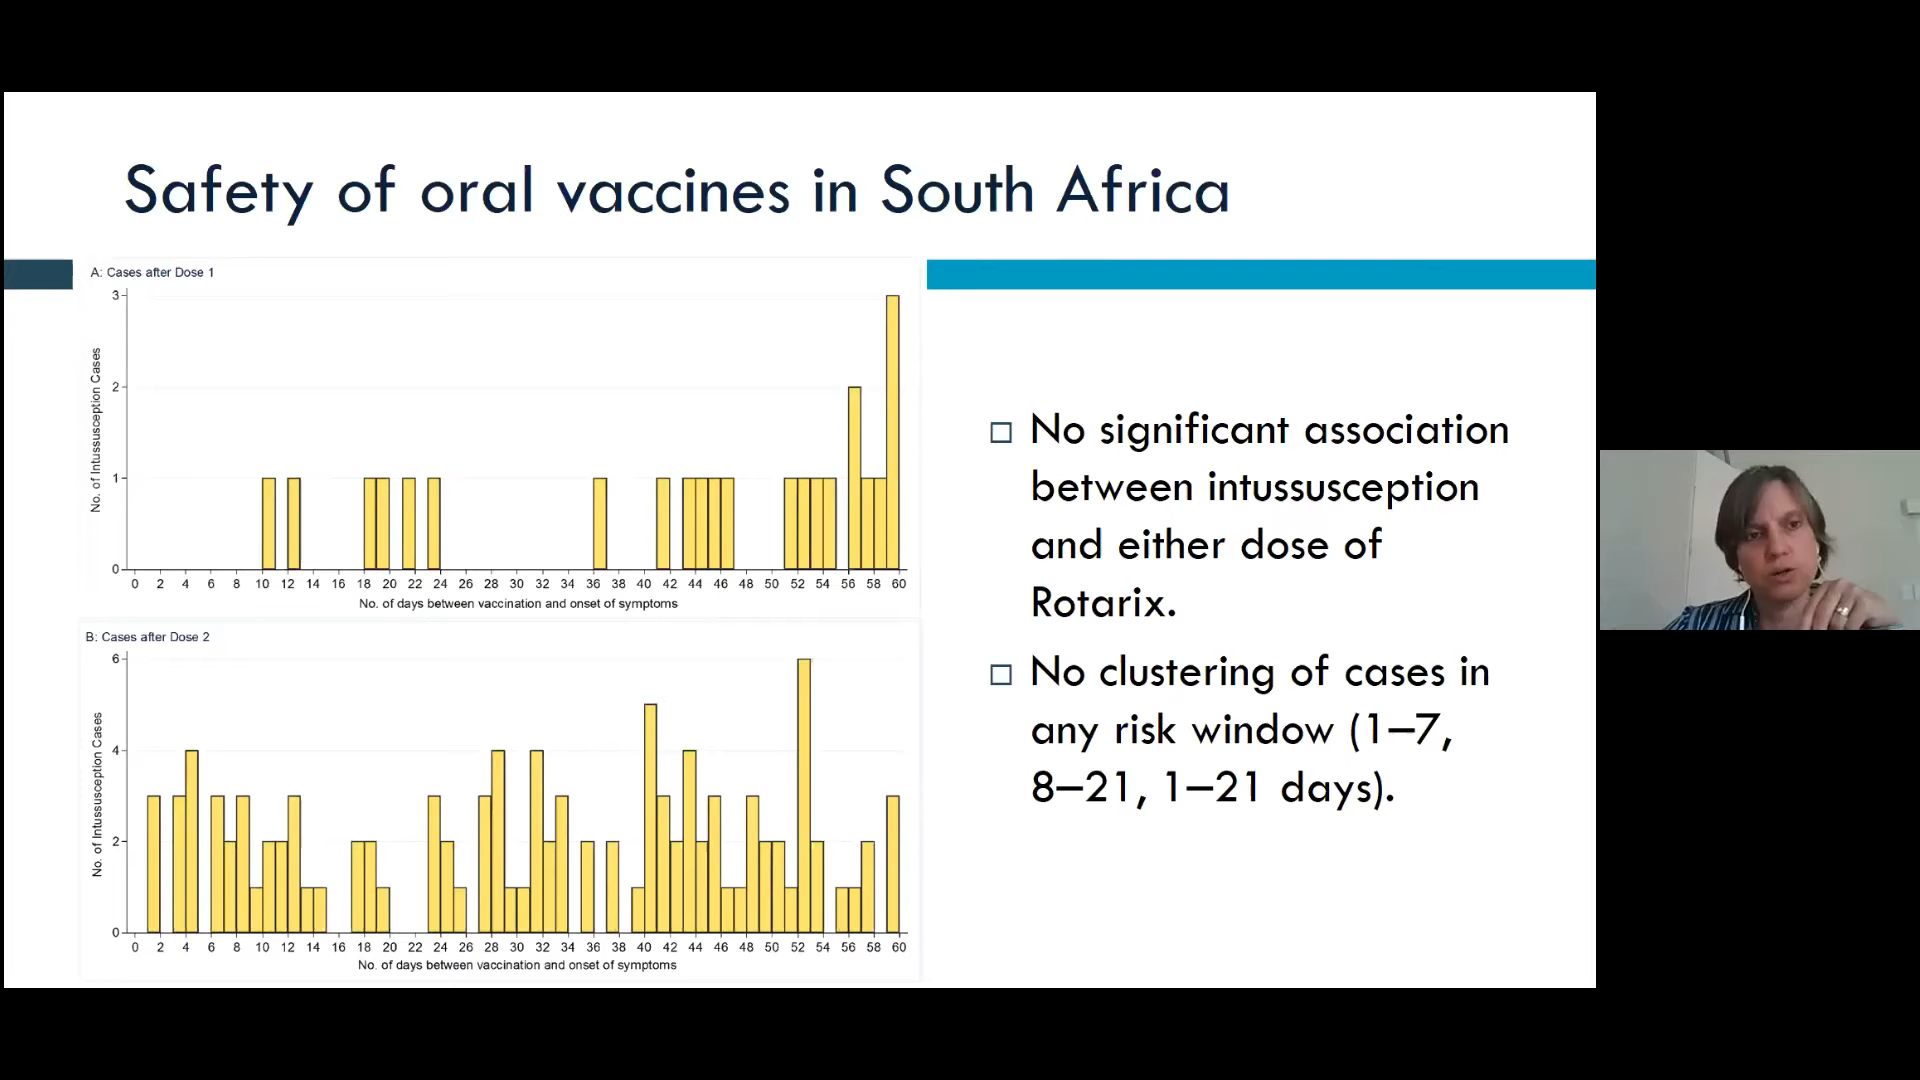 Safety of oral vaccines in South Africa
A: Cases after Dose 1
No. of Intussusception Cases
3
2
1
0
0 2 4 6 8 10 12 14 16 18 20 22 24 26 28 30 32 34 36 38 40 42 44 46 48 50 52 54 56 58 60
No. of days between vaccination and onset of symptoms
B: Cases after Dose 2
No. of Intussusception Cases
6
4
2
0
0 2 4 6 8 10 12 14 16 18 20 22 24 26 28 30 32 34 36 38 40 42 44 46 48 50 52 54 56 58 60
No. of days between vaccination and onset of symptoms
No significant association
between intussusception
and either dose of
Rotarix.
No clustering of cases in
any risk window (1–7,
8–21, 1–21 days).